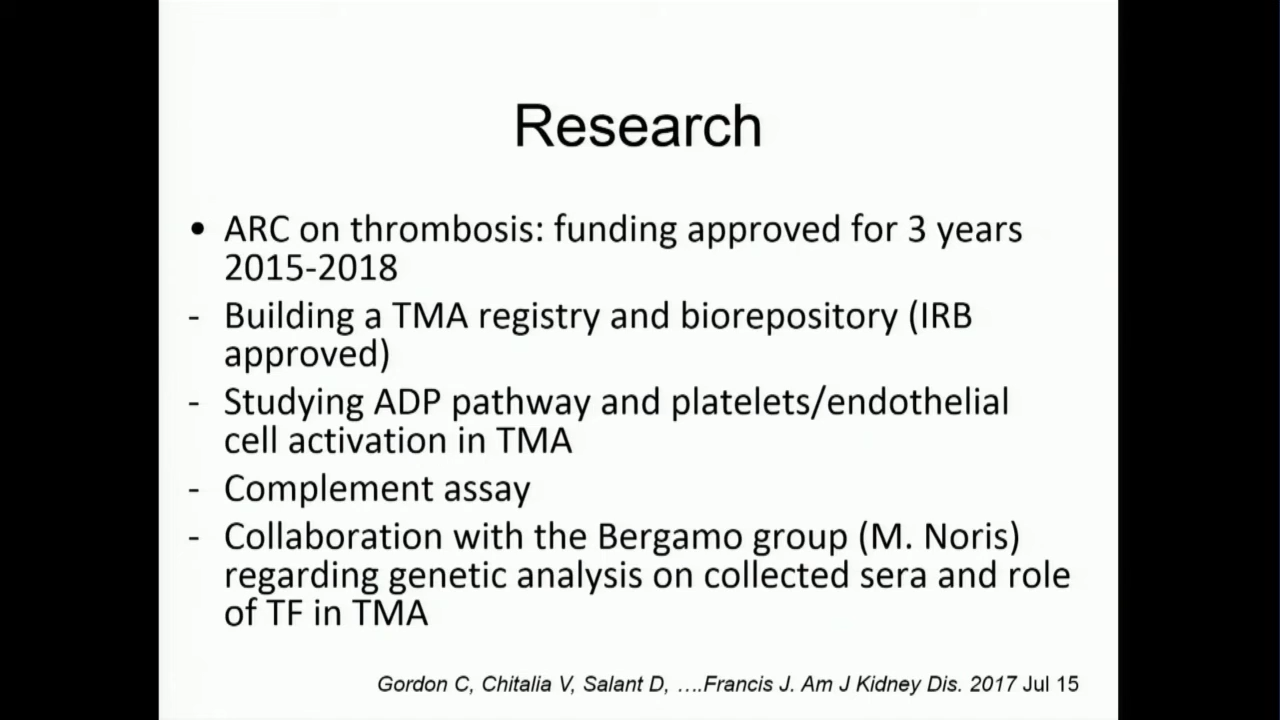 Research
• ARC on thrombosis: funding approved for 3 years
2015-2018
- Building a TMA registry and biorepository (IRB
approved)
- Studying ADP pathway and platelets/endothelial
cell activation in TMA
- Complement assay
- Collaboration with the Bergamo group (M. Noris)
regarding genetic analysis on collected sera and role
of TF in TMA
Gordon C, Chitalia V, Salant D, ….Francis J. Am J Kidney Dis. 2017 Jul 15